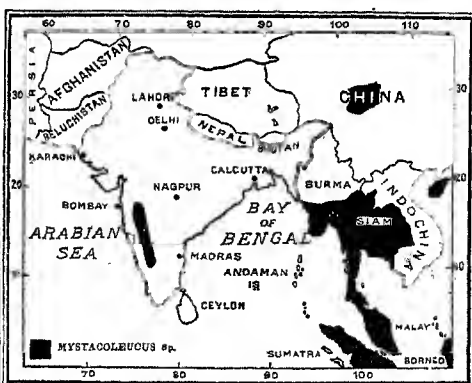 60 70 80 90 100 110
PERSIA
AFGHANISTAN
BELUCHISTAN
30
LAHOR
TIBET
CHINA
30
DELHI
NEPAL
BUTAN
KARACHI
CALCUTTA
BURMA
INDOCHINA
20
20
NAGPUR
BOMBAY
BAY
OF
BENGAL
SIAM
ARABIAN
SEA
MADRAS
ANDAMAN
IS
10
CEYLON
MALAY
MYSTACOLEUCUS sp.
SUMATRA
BORNEO
70 80 90 100